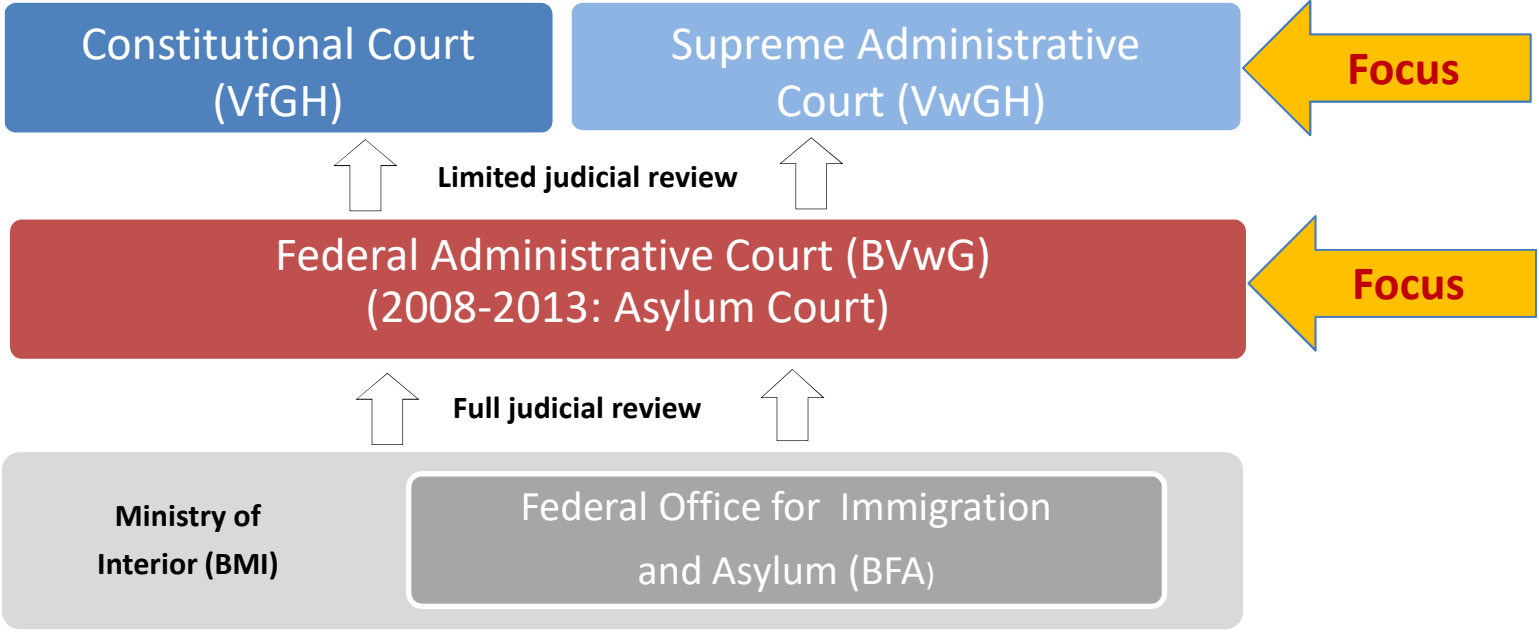 Constitutional Court
(VfGH)
Supreme Administrative
Court (VwGH)
Focus
Limited judicial review
Federal Administrative Court (BVwG)
(2008-2013: Asylum Court)
Focus
Full judicial review
Ministry of
Interior (BMI)
Federal Office for Immigration
and Asylum (BFA)